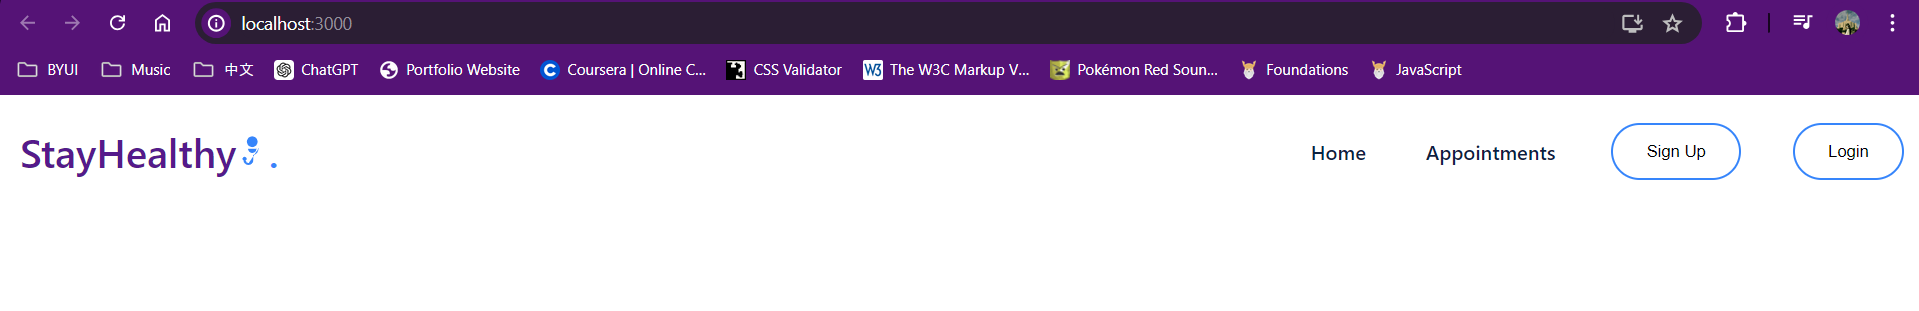 localhost:3000
BYUI Music 中文 ChatGPT Portfolio Website Coursera | Online C... CSS Validator W3 The W3C Markup V... Pokémon Red Soun... Foundations JavaScript
StayHealthy . Home Appointments Sign Up Login